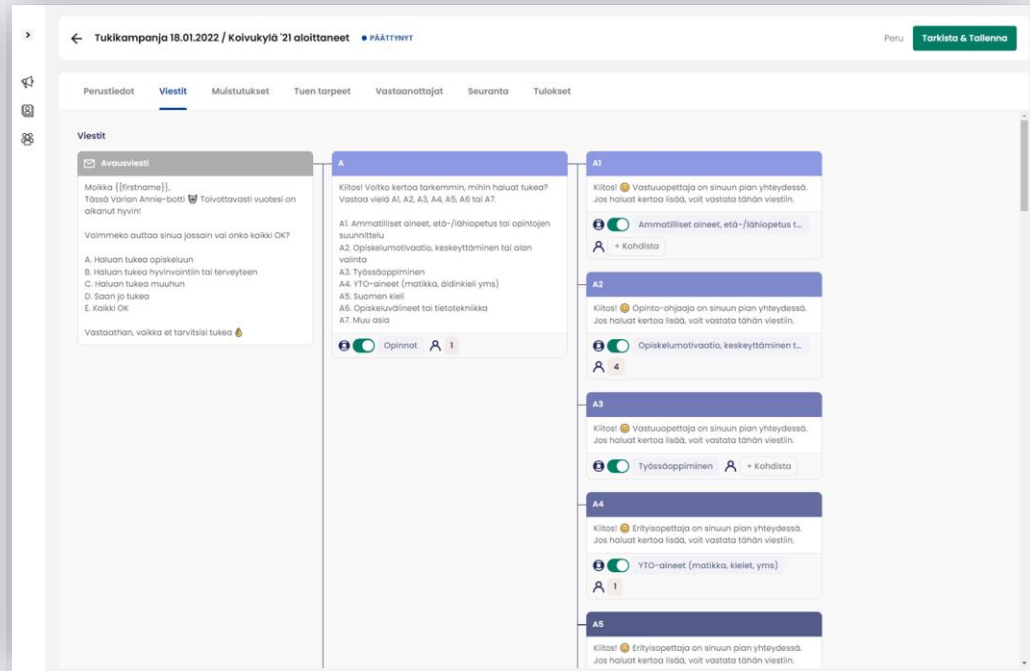 Tukikampanja 18.01.2022 / Koivukylä '21 aloittaneet
PÄÄTTYNYT
Peru
Tarkista & Tallenna
Perustiedot
Viestit
Muistutukset
Tuen tarpeet
Vastaanottajat
Seuranta
Tulokset
Viestit
Avausviesti
Moikka {{firstname}},
Tässä Varian Annie-botti 🐻 Toivottavasti vuotesi on
alkanut hyvin!
Voimmeko auttaa sinua jossain vai onko kaikki OK?
A. Haluan tukea opiskeluun
B. Haluan tukea hyvinvointiin tai terveyteen
C. Haluan tukea muuhun
D. Saan jo tukea
E. Kaikki OK
Vastaathan, vaikka et tarvitsisi tukea 👌
A
Kiitos! Voitko kertoa tarkemmin, mihin haluat tukea?
Vastaa vielä A1, A2, A3, A4, A5, A6 tai A7.
A1. Ammatilliset aineet, etä-/lähiopetus tai opintojen
suunnittelu
A2. Opiskelumotivaatio, keskeyttäminen tai alan
valinta
A3. Työssäoppiminen
A4. YTO-aineet (matikka, äidinkieli yms)
A5. Suomen kieli
A6. Opiskeluvälineet tai tietotekniikka
A7. Muu asia
Opinnot
1
A1
Kiitos! 😊 Vastuuopettaja on sinuun pian yhteydessä.
Jos haluat kertoa lisää, voit vastata tähän viestiin.
Ammatilliset aineet, etä-/lähiopetus t...
+ Kohdista
A2
Kiitos! 😊 Opinto-ohjaaja on sinuun pian yhteydessä.
Jos haluat kertoa lisää, voit vastata tähän viestiin.
Opiskelumotivaatio, keskeyttäminen t...
4
A3
Kiitos! 😊 Vastuuopettaja on sinuun pian yhteydessä.
Jos haluat kertoa lisää, voit vastata tähän viestiin.
Työssäoppiminen
+ Kohdista
A4
Kiitos! 😊 Erityisopettaja on sinuun pian yhteydessä.
Jos haluat kertoa lisää, voit vastata tähän viestiin.
YTO-aineet (matikka, kielet, yms)
1
A5
Kiitos! 😊 Erityisopettaja on sinuun pian yhteydessä.
Jos haluat kertoa lisää, voit vastata tähän viestiin.